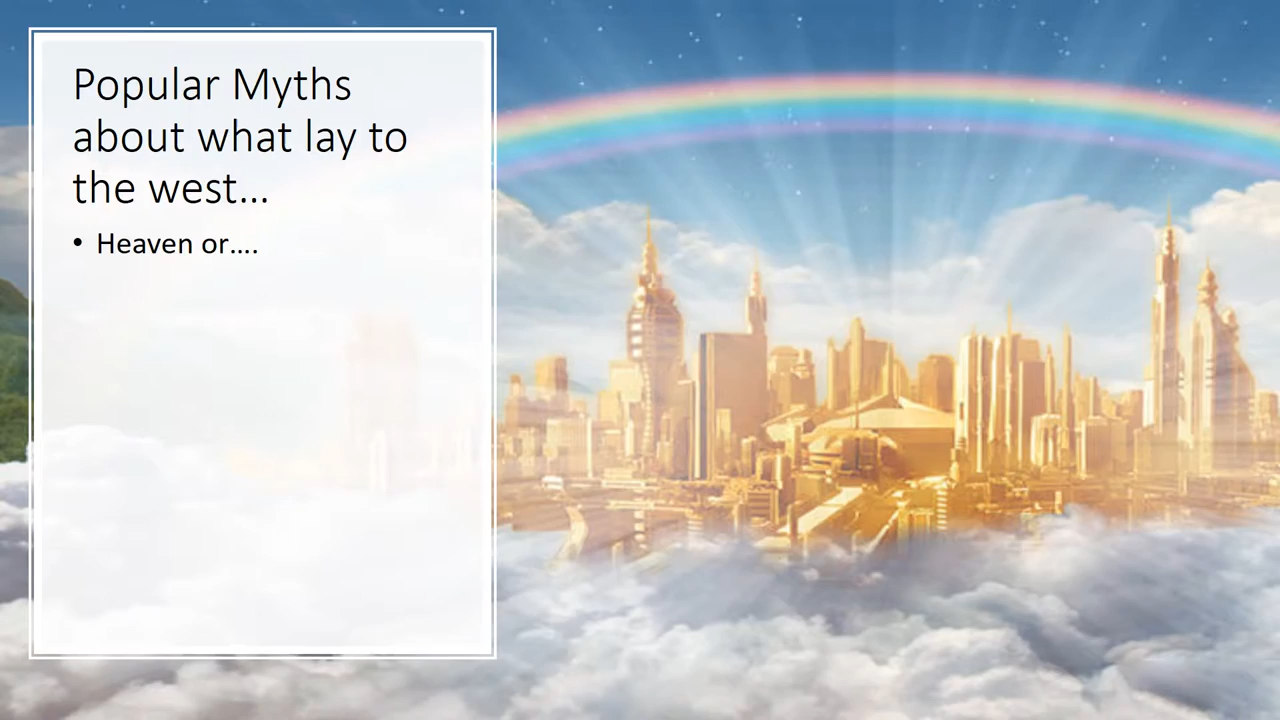 Popular Myths
about what lay to
the west…
• Heaven or….